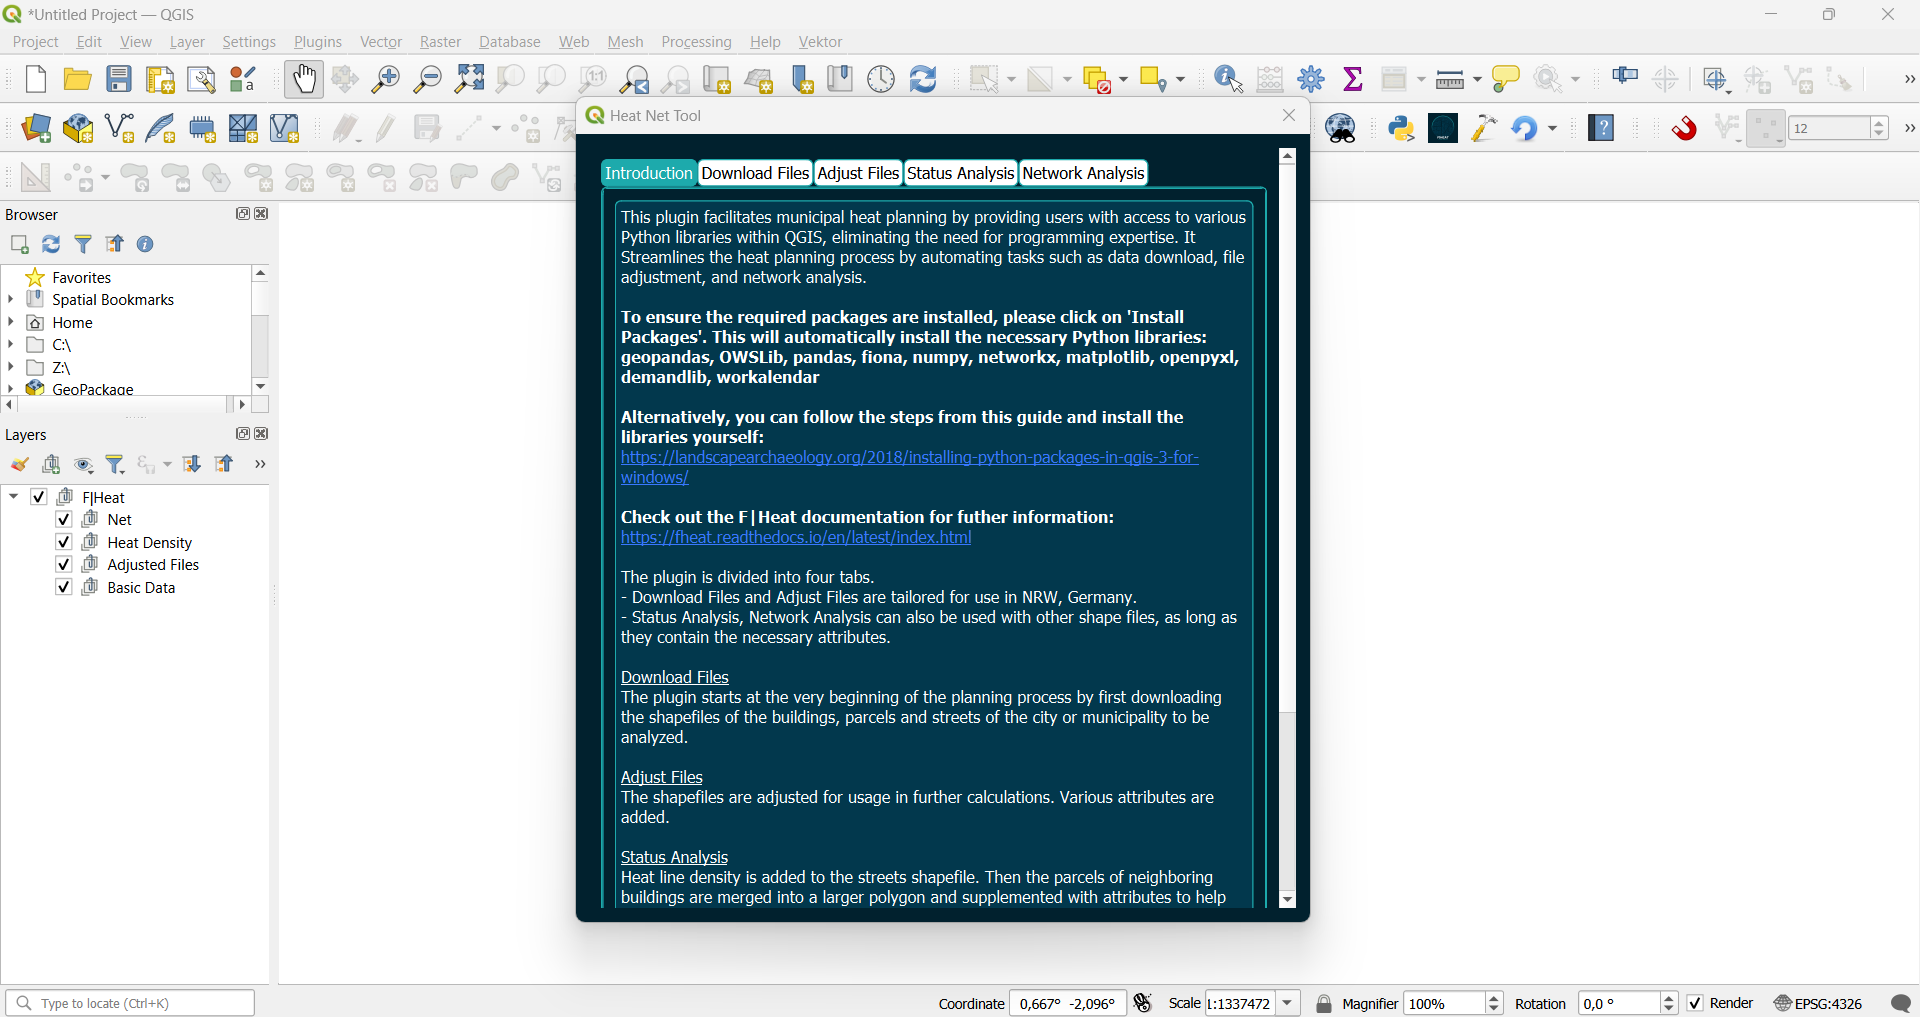 *Untitled Project — QGIS
Project Edit View Layer Settings Plugins Vector Raster Database Web Mesh Processing Help Vektor
Heat Net Tool
12
Introduction Download Files Adjust Files Status Analysis Network Analysis
Browser
Favorites
Spatial Bookmarks
Home
C:\
Z:\
GeoPackage
Layers
F|Heat
Net
Heat Density
Adjusted Files
Basic Data
This plugin facilitates municipal heat planning by providing users with access to various
Python libraries within QGIS, eliminating the need for programming expertise. It
Streamlines the heat planning process by automating tasks such as data download, file
adjustment, and network analysis.
To ensure the required packages are installed, please click on 'Install
Packages'. This will automatically install the necessary Python libraries:
geopandas, OWSLib, pandas, fiona, numpy, networkx, matplotlib, openpyxl,
demandlib, workalendar
Alternatively, you can follow the steps from this guide and install the
libraries yourself:
https://landscapearchaeology.org/2018/installing-python-packages-in-qgis-3-for-
windows/
Check out the F|Heat documentation for futher information:
https://fheat.readthedocs.io/en/latest/index.html
The plugin is divided into four tabs.
- Download Files and Adjust Files are tailored for use in NRW, Germany.
- Status Analysis, Network Analysis can also be used with other shape files, as long as
they contain the necessary attributes.
Download Files
The plugin starts at the very beginning of the planning process by first downloading
the shapefiles of the buildings, parcels and streets of the city or municipality to be
analyzed.
Adjust Files
The shapefiles are adjusted for usage in further calculations. Various attributes are
added.
Status Analysis
Heat line density is added to the streets shapefile. Then the parcels of neighboring
buildings are merged into a larger polygon and supplemented with attributes to help
Type to locate (Ctrl+K)
Coordinate 0,667° -2,096° Scale 1:1337472 Magnifier 100% Rotation 0,0 ° Render EPSG:4326